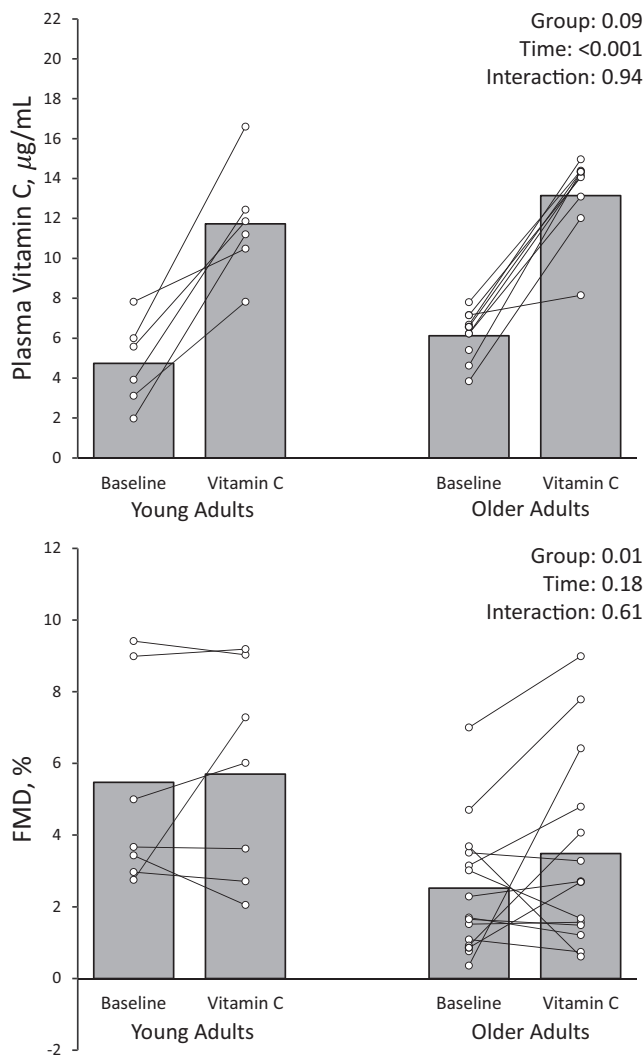 Plasma Vitamin C, µg/mL
22
20
18
16
14
12
10
8
6
4
2
0
Group: 0.09
Time: <0.001
Interaction: 0.94
Baseline Vitamin C Baseline Vitamin C
Young Adults Older Adults
FMD, %
12
10
8
6
4
2
0
-2
Group: 0.01
Time: 0.18
Interaction: 0.61
Baseline Vitamin C Baseline Vitamin C
Young Adults Older Adults